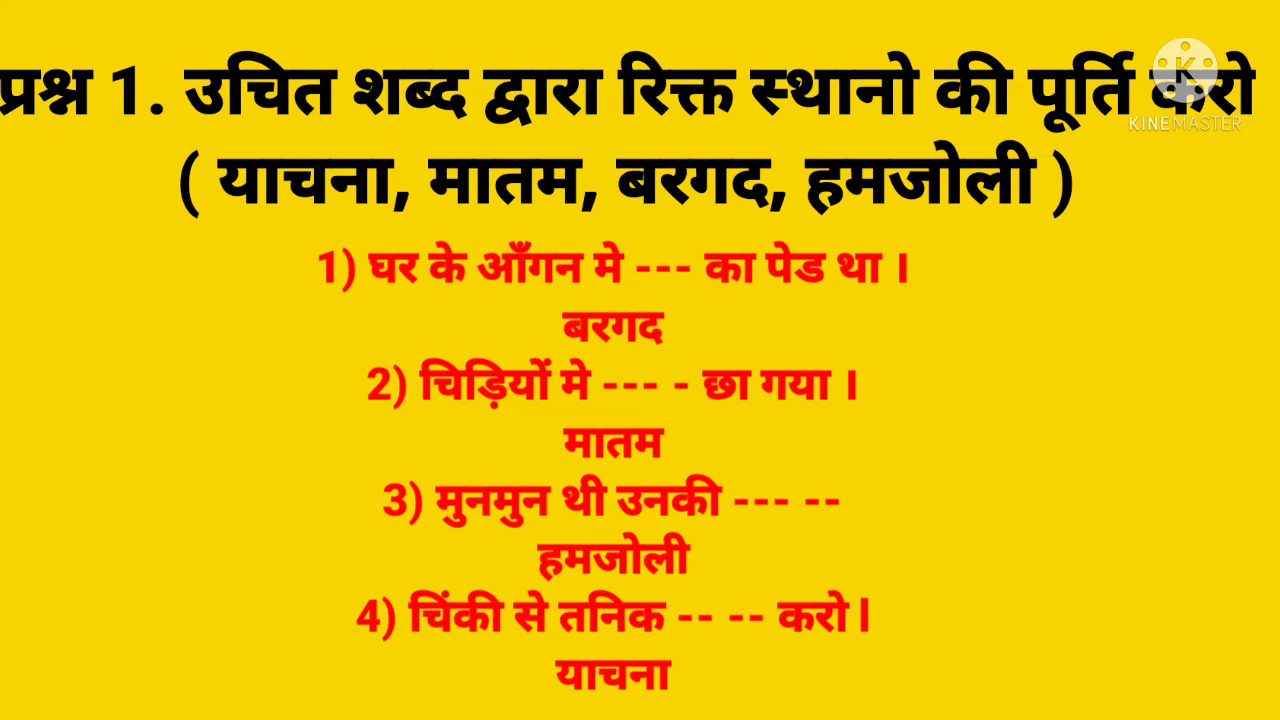 प्रश्न 1. उचित शब्द द्वारा रिक्त स्थानो की पूर्ति करो
KINEMASTER
( याचना, मातम, बरगद, हमजोली )
1) घर के आँगन मे --- का पेड था ।
बरगद
2) चिड़ियों मे --- - छा गया ।
मातम
3) मुनमुन थी उनकी --- --
हमजोली
4) चिंकी से तनिक -- -- करो।
याचना